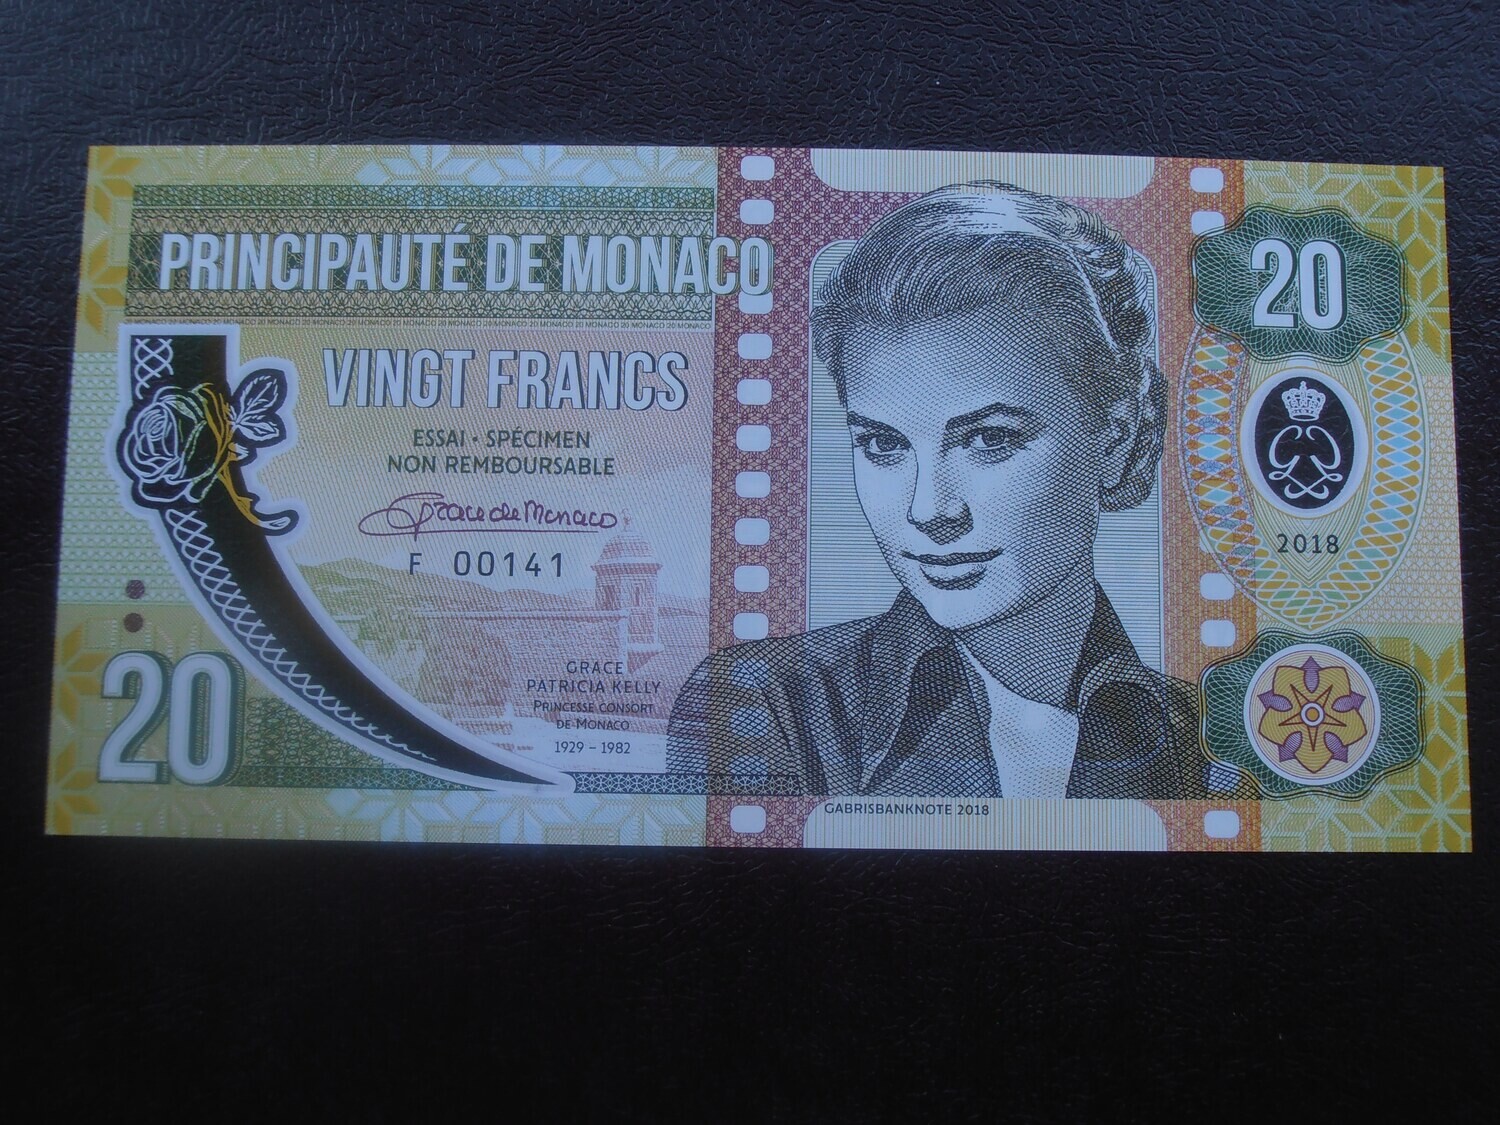 PRINCIPAUTÉ DE MONACO
VINGT FRANCS
ESSAI • SPECIMEN
NON REMBOURSABLE
Grace de Monaco
F 00141
GRACE
PATRICIA KELLY
PRINCESSE CONSORT
DE MONACO
1929 – 1982
20
GABRISBANKNOTE 2018
20
2018